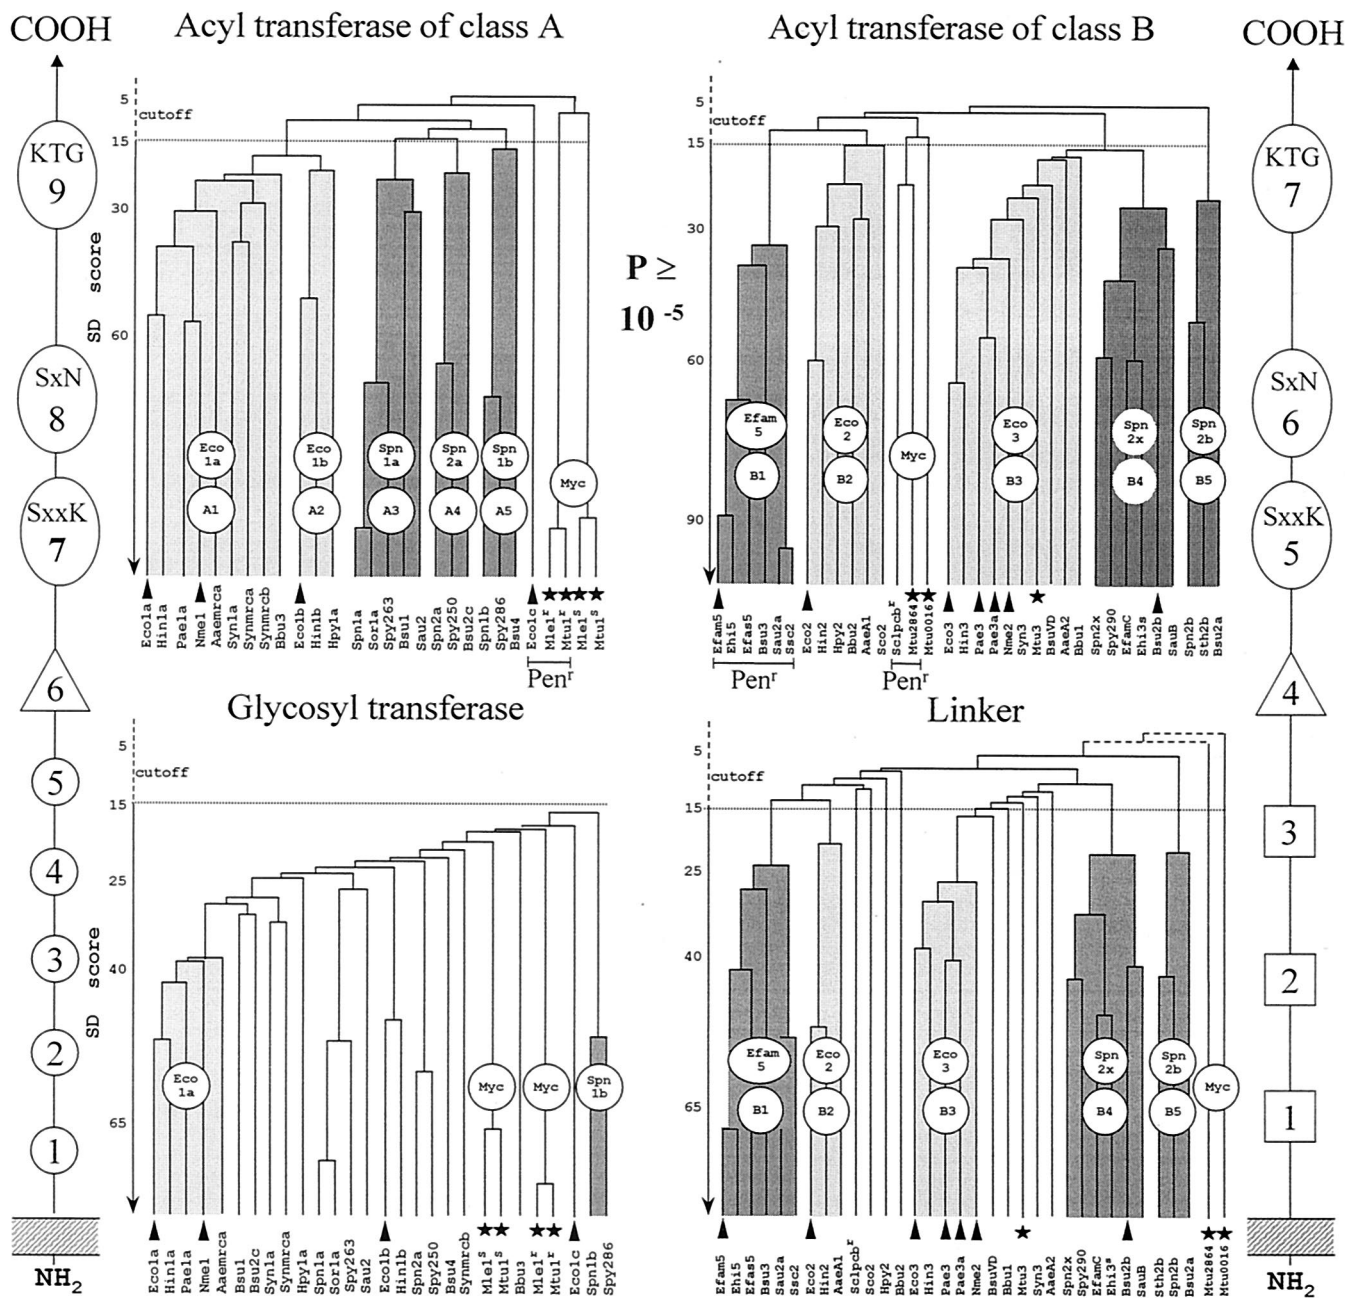 COOH
Acyl transferase of class A
Acyl transferase of class B
COOH
5
cutoff
15
30
SD score
60
KTG
9
SxN
8
SxxK
7
6
5
4
3
2
1
NH2
Eco
1a
A1
Eco
1b
A2
Spn
1a
A3
Spn
2a
A4
Spn
1b
A5
Myc
Eco1a
Hin1a
Pae1a
Nme1
Aaemrca
Syn1a
Synmrca
Synmrcb
Bbu3
Eco1b
Hin1b
Hpy1a
Spn1a
Sor1a
Spy263
Bsu1
Sau2
Spn2a
Spy250
Bsu2c
Spn1b
Spy286
Bsu4
Eco1c
Mle1r
Mtu1r
Mle1s
Mtu1s
Penr
P ≥
10 -5
5
cutoff
15
30
60
90
Efam
5
B1
Eco
2
B2
Myc
Eco
3
B3
Spn
2x
B4
Spn
2b
B5
Efam5
Ehi5
Efas5
Bsu3
Sau2a
Ssc2
Eco2
Hin2
Hpy2
Bbu2
AaeA1
Sco2
Sclpcbr
Mtu2864
Mtu0016
Eco3
Hin3
Pae3
Pae3a
Nme2
Syn3
Mtu3
BsuVD
AaeA2
Bbu1
Spn2x
Spy290
EfamC
Ehi3s
Bsu2b
SauB
Spn2b
Sth2b
Bsu2a
Penr
Penr
KTG
7
SxN
6
SxxK
5
4
3
2
1
NH2
Glycosyl transferase
5
cutoff
15
25
SD score
40
65
Eco
1a
Myc
Myc
Spn
1b
Eco1a
Hin1a
Pae1a
Nme1
Aaemrca
Bsu1
Bsu2c
Syn1a
Synmrca
Hpy1a
Spn1a
Sor1a
Spy263
Sau2
Eco1b
Hin1b
Spn2a
Spy250
Bsu4
Synmrcb
Mle1s
Mtu1s
Bbu3
Mle1r
Mtu1r
Eco1c
Spn1b
Spy286
Linker
5
cutoff
15
25
40
65
Efam
5
B1
Eco
2
B2
Eco
3
B3
Spn
2x
B4
Spn
2b
B5
Myc
Efam5
Ehi5
Efas5
Bsu3
Sau2a
Ssc2
Eco2
Hin2
AaeA1
Sclpcbr
Sco2
Hpy2
Bbu2
Eco3
Hin3
Pae3
Pae3a
Nme2
BsuVD
Bbu1
Mtu3
Syn3
AaeA2
Spn2x
Spy290
EfamC
Ehi3s
Bsu2b
SauB
Sth2b
Spn2b
Bsu2a
Mtu2864
Mtu0016